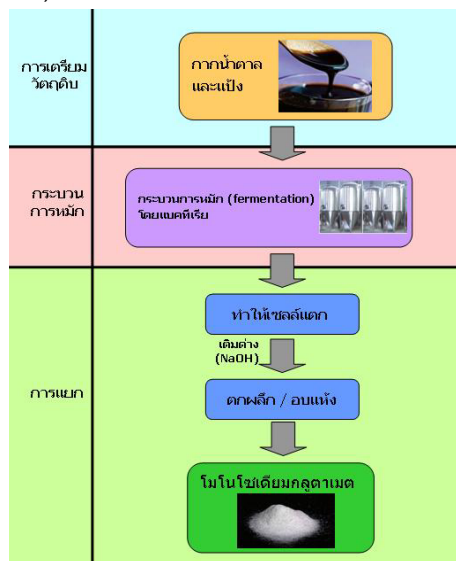 การเตรียม
วัตถุดิบ
กากน้ำตาล
และแป้ง
กระบวน
การหมัก
กระบวนการหมัก (fermentation)
โดยแบคทีเรีย
การแยก
ทำให้เซลล์แตก
เติมด่าง
(NaOH)
ตกผลึก / อบแห้ง
โมโนโซเดียมกลูตาเมต